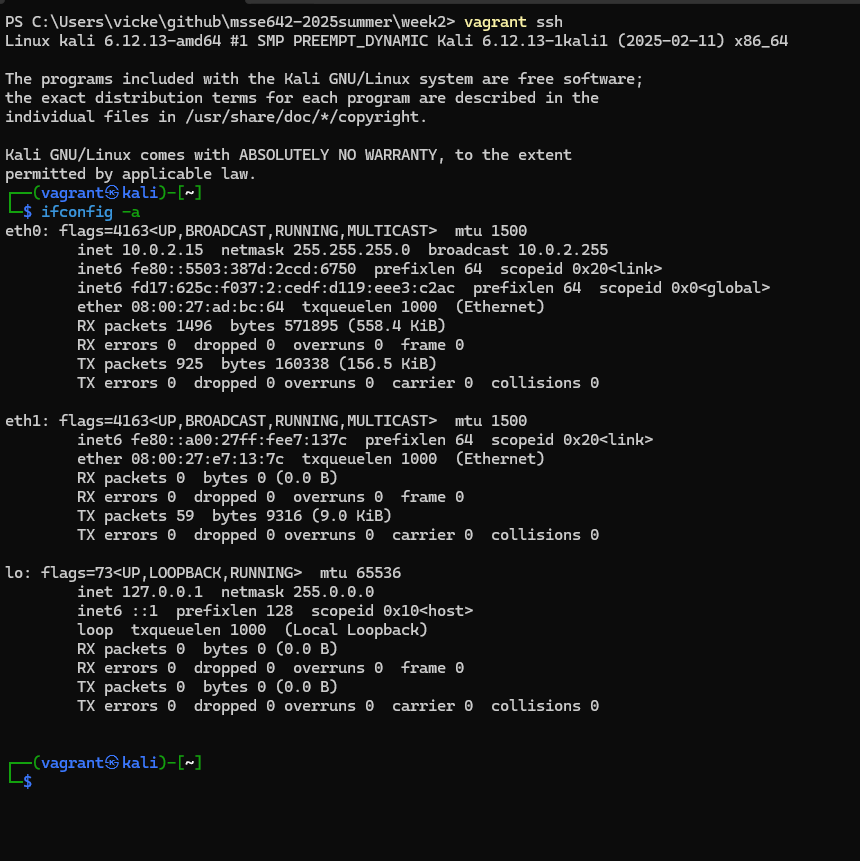 PS C:\Users\vicke\github\msse642-2025summer\week2> vagrant ssh
Linux kali 6.12.13-amd64 #1 SMP PREEMPT_DYNAMIC Kali 6.12.13-1kali1 (2025-02-11) x86_64
The programs included with the Kali GNU/Linux system are free software;
the exact distribution terms for each program are described in the
individual files in /usr/share/doc/*/copyright.
Kali GNU/Linux comes with ABSOLUTELY NO WARRANTY, to the extent
permitted by applicable law.
┌──(vagrant㉿kali)-[~]
└─$ ifconfig -a
eth0: flags=4163<UP,BROADCAST,RUNNING,MULTICAST>  mtu 1500
        inet 10.0.2.15  netmask 255.255.255.0  broadcast 10.0.2.255
        inet6 fe80::5503:387d:2ccd:6750  prefixlen 64  scopeid 0x20<link>
        inet6 fd17:625c:f037:2:cedf:d119:eee3:c2ac  prefixlen 64  scopeid 0x0<global>
        ether 08:00:27:ad:bc:64  txqueuelen 1000  (Ethernet)
        RX packets 1496  bytes 571895 (558.4 KiB)
        RX errors 0  dropped 0  overruns 0  frame 0
        TX packets 925  bytes 160338 (156.5 KiB)
        TX errors 0  dropped 0 overruns 0  carrier 0  collisions 0
eth1: flags=4163<UP,BROADCAST,RUNNING,MULTICAST>  mtu 1500
        inet6 fe80::a00:27ff:fee7:137c  prefixlen 64  scopeid 0x20<link>
        ether 08:00:27:e7:13:7c  txqueuelen 1000  (Ethernet)
        RX packets 0  bytes 0 (0.0 B)
        RX errors 0  dropped 0  overruns 0  frame 0
        TX packets 59  bytes 9316 (9.0 KiB)
        TX errors 0  dropped 0 overruns 0  carrier 0  collisions 0
lo: flags=73<UP,LOOPBACK,RUNNING>  mtu 65536
        inet 127.0.0.1  netmask 255.0.0.0
        inet6 ::1  prefixlen 128  scopeid 0x10<host>
        loop  txqueuelen 1000  (Local Loopback)
        RX packets 0  bytes 0 (0.0 B)
        RX errors 0  dropped 0  overruns 0  frame 0
        TX packets 0  bytes 0 (0.0 B)
        TX errors 0  dropped 0 overruns 0  carrier 0  collisions 0
┌──(vagrant㉿kali)-[~]
└─$